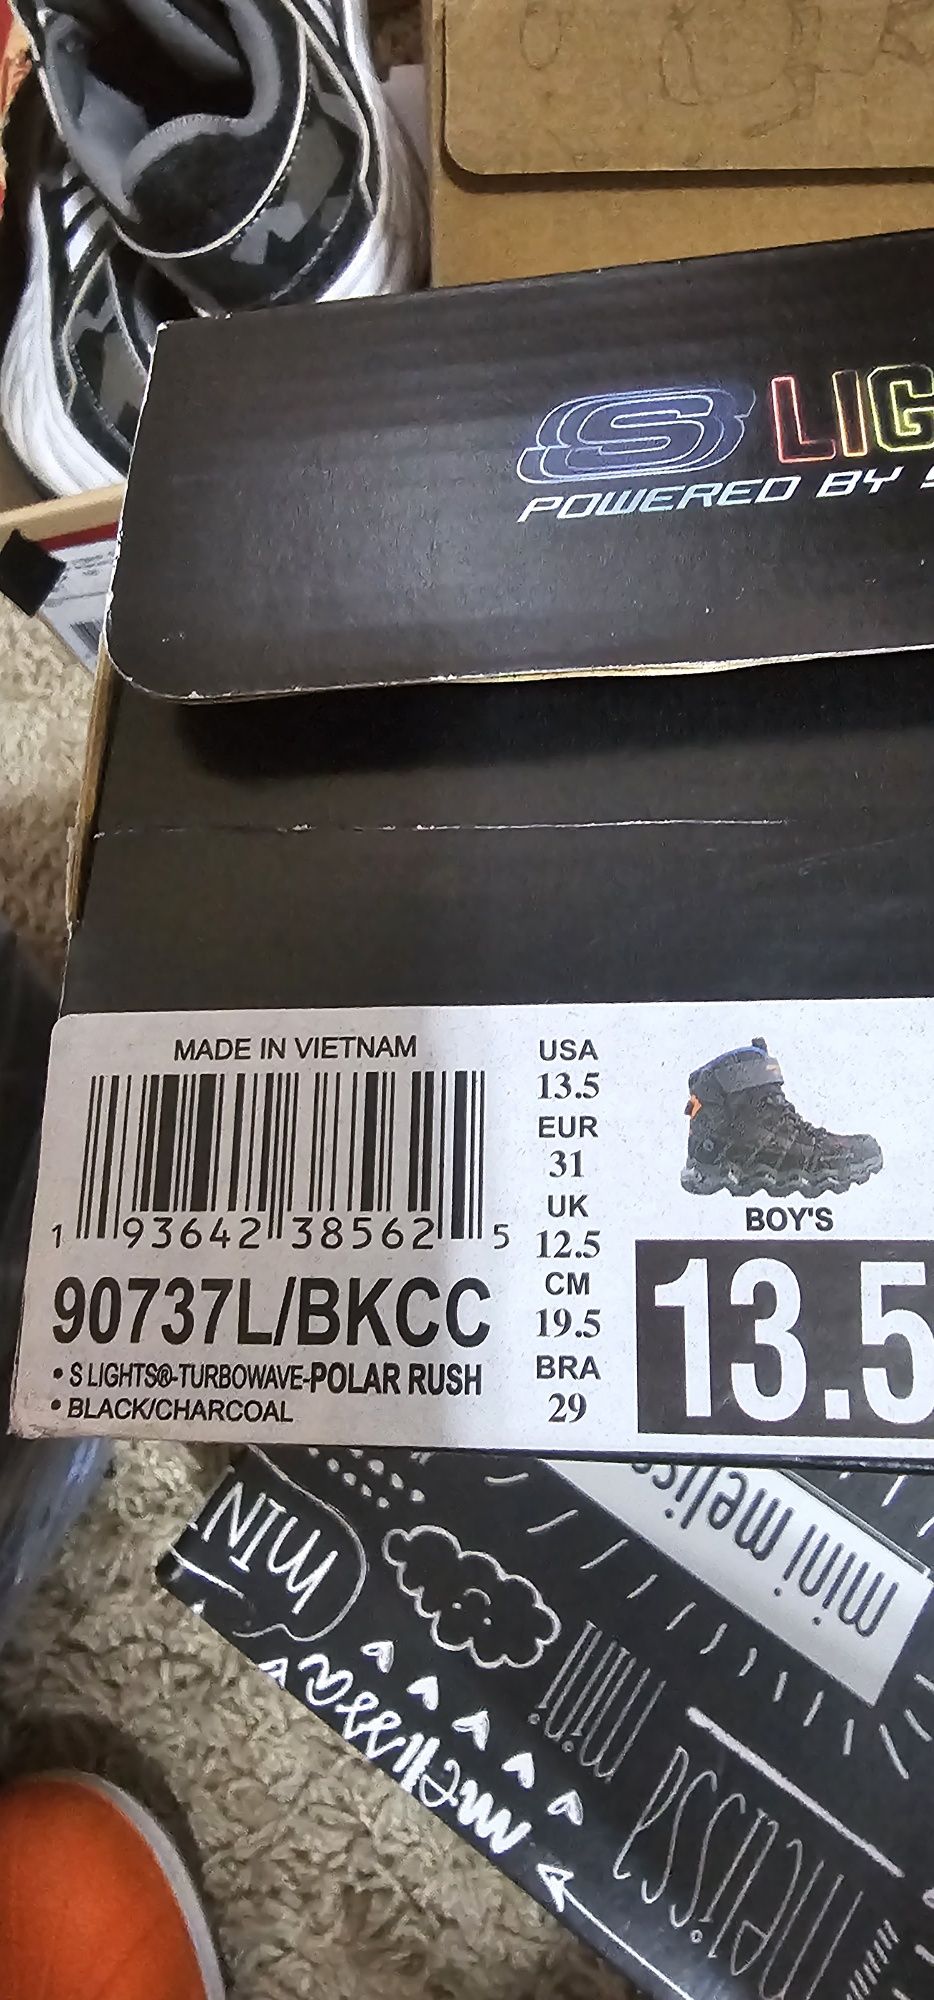 S LIG
POWERED BY S
MADE IN VIETNAM
1 93642 38562 5
90737L/BKCC
• S LIGHTS®-TURBOWAVE-POLAR RUSH
• BLACK/CHARCOAL
USA
13.5
EUR
31
UK
12.5
CM
19.5
BRA
29
BOY'S
13.5
mini melissa
MINI
melissa
mini
melissa